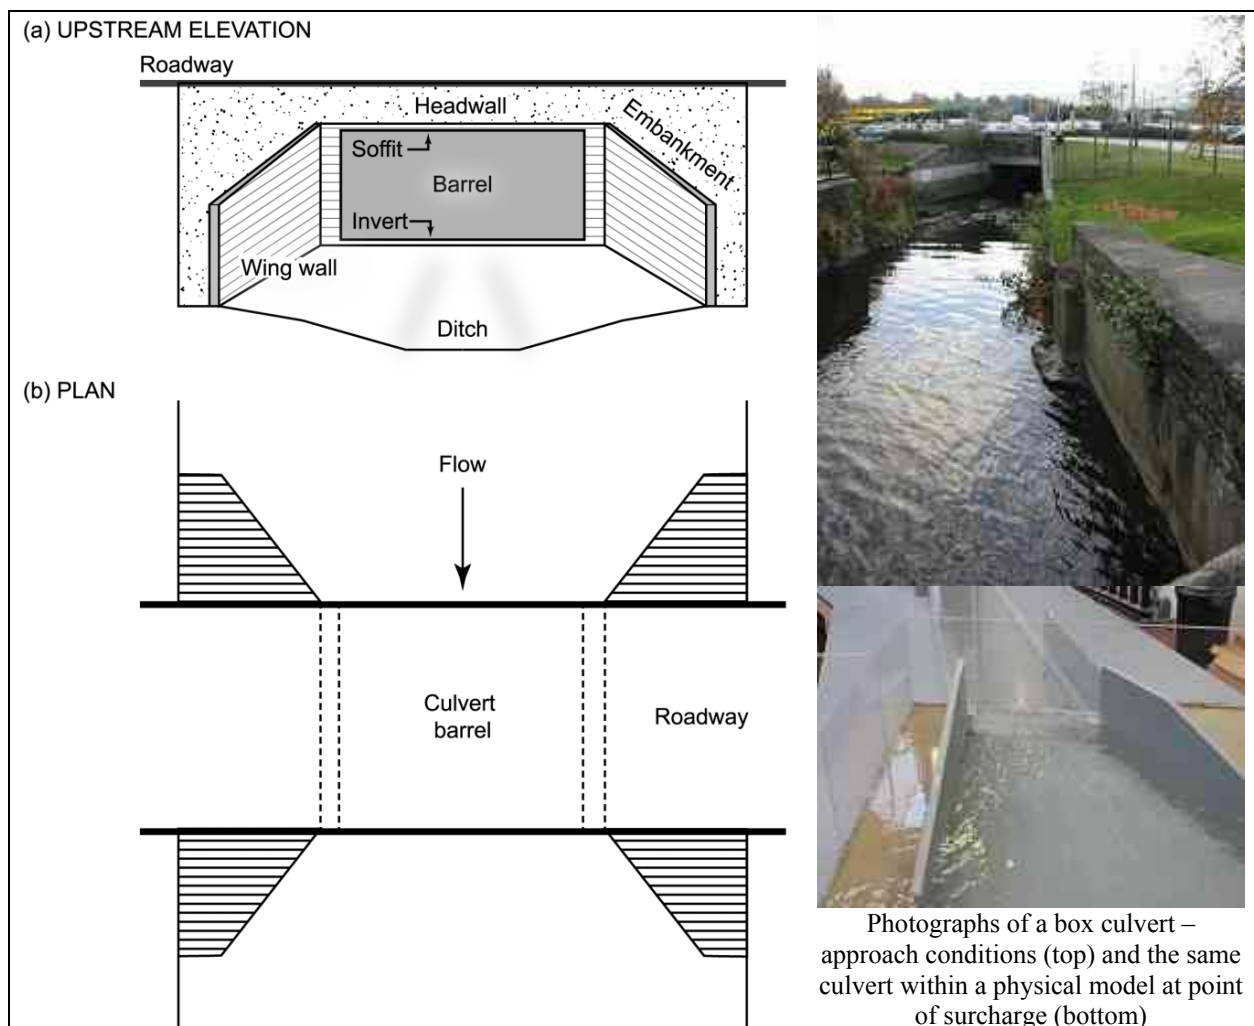 (a) UPSTREAM ELEVATION
Roadway
Headwall
Embankment
Soffit
Barrel
Invert
Wing wall
Ditch
(b) PLAN
Flow
Culvert
barrel
Roadway
Photographs of a box culvert –
approach conditions (top) and the same
culvert within a physical model at point
of surcharge (bottom)